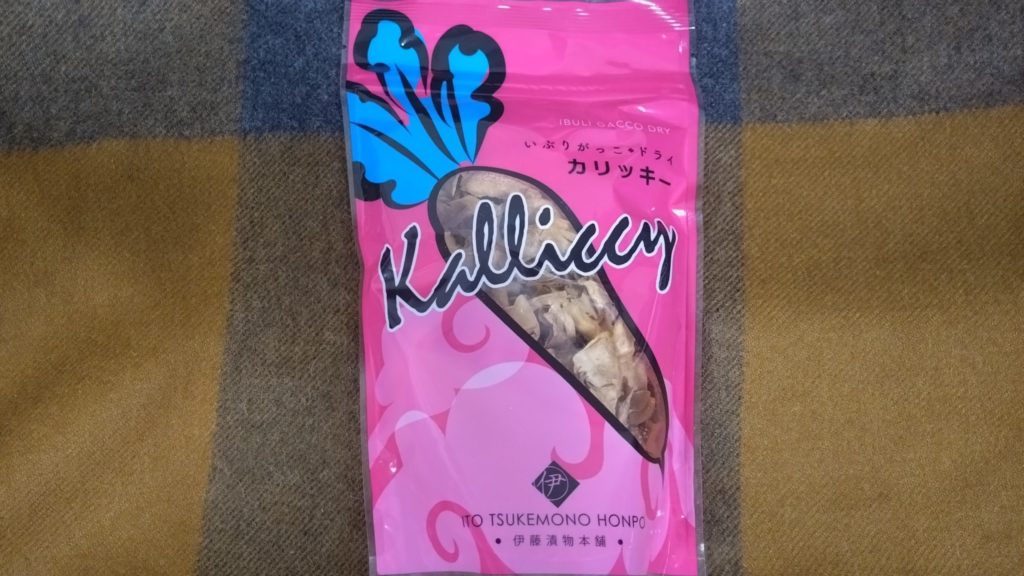 IBULI GACCO DRY
いぶりがっこ・ドライ
カリッキー
Kalliccy
伊
ITO TSUKEMONO HONPO
• 伊藤漬物本舗 •